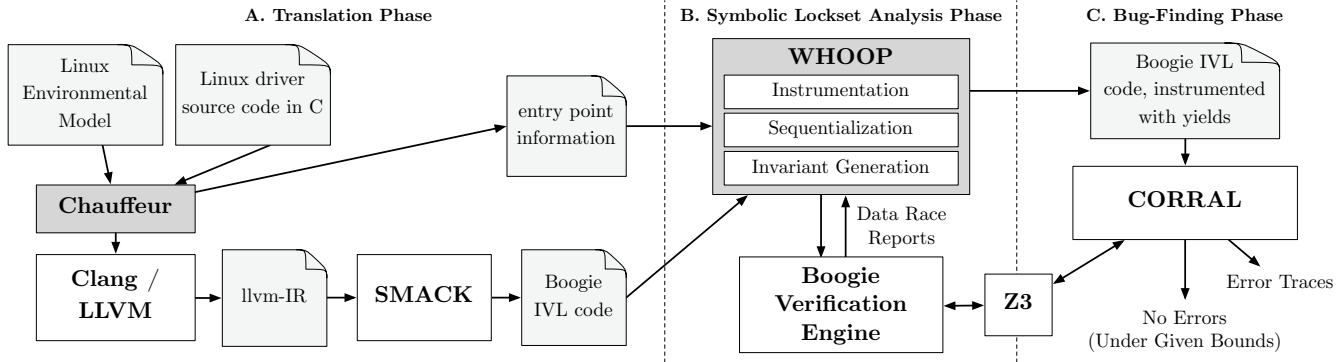 A. Translation Phase
B. Symbolic Lockset Analysis Phase
C. Bug-Finding Phase
Linux
Environmental
Model
Linux driver
source code in C
entry point
information
Chauffeur
Clang /
LLVM
llvm-IR
SMACK
Boogie
IVL code
WHOOP
Instrumentation
Sequentialization
Invariant Generation
Data Race
Reports
Boogie
Verification
Engine
Z3
Boogie IVL
code, instrumented
with yields
CORRAL
Error Traces
No Errors
(Under Given Bounds)